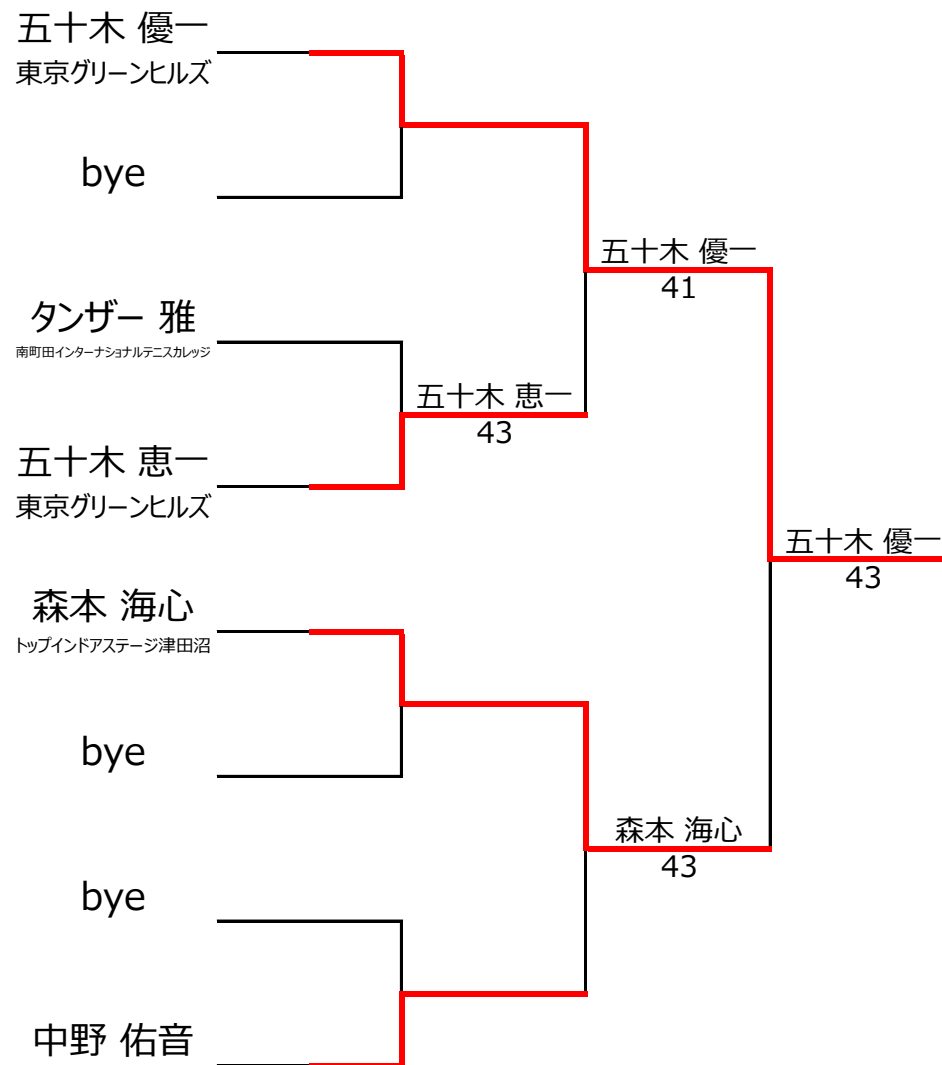 五十木 優一
東京グリーンヒルズ
bye
五十木 優一
41
タンザー 雅
南町田インターナショナルテニスカレッジ
五十木 恵一
43
五十木 恵一
東京グリーンヒルズ
五十木 優一
43
森本 海心
トップインドアステージ津田沼
bye
森本 海心
43
bye
中野 佑音